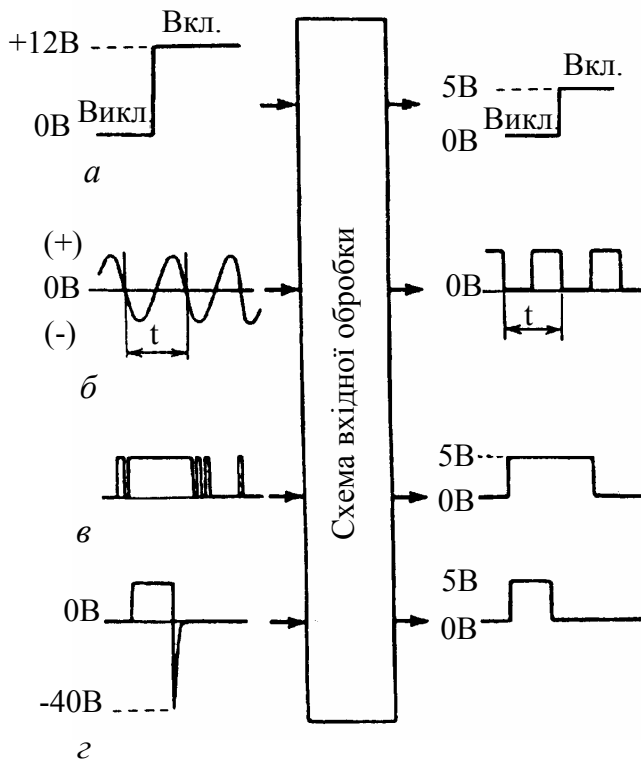 Вкл.
+12В
Викл.
0В
а
Вкл.
5В
Викл.
0В
(+)
0В
(-)
t
б
0В
t
Схема вхідної обробки
в
5В
0В
0В
-40В
г
5В
0В